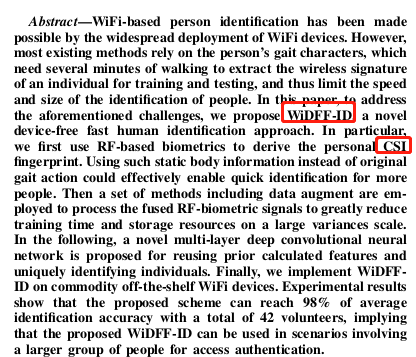 Abstract—WiFi-based person identification has been made
possible by the widespread deployment of WiFi devices. However,
most existing methods rely on the person's gait characters, which
need several minutes of walking to extract the wireless signature
of an individual for training and testing, and thus limit the speed
and size of the identification of people. In this paper, to address
the aforementioned challenges, we propose WiDFF-ID, a novel
device-free fast human identification approach. In particular,
we first use RF-based biometrics to derive the personal CSI
fingerprint. Using such static body information instead of original
gait action could effectively enable quick identification for more
people. Then a set of methods including data augment are em-
ployed to process the fused RF-biometric signals to greatly reduce
training time and storage resources on a large variances scale.
In the following, a novel multi-layer deep convolutional neural
network is proposed for reusing prior calculated features and
uniquely identifying individuals. Finally, we implement WiDFF-
ID on commodity off-the-shelf WiFi devices. Experimental results
show that the proposed scheme can reach 98% of average
identification accuracy with a total of 42 volunteers, implying
that the proposed WiDFF-ID can be used in scenarios involving
a larger group of people for access authentication.